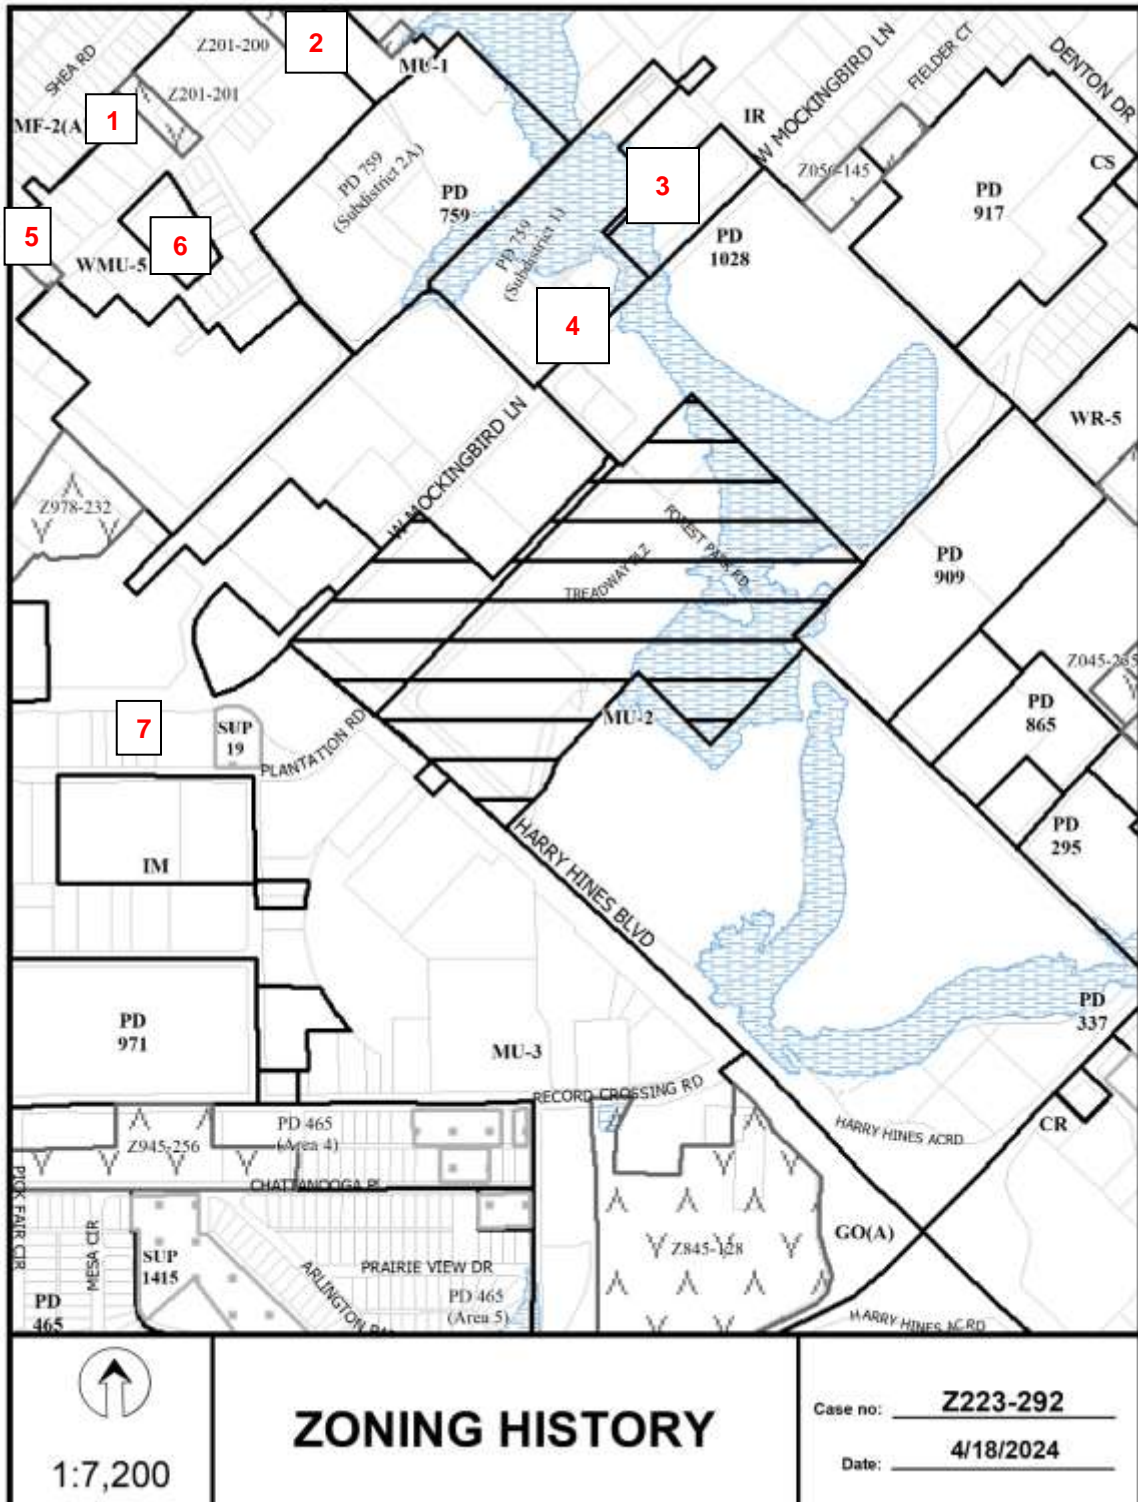 SHEA RD
Z201-200
2
MU-1
Z201-201
MF-2(A
1
W MOCKINGBIRD LN
FIELDER CT
DENTON DR
IR
Z056-145
CS
PD
917
PD 759
(Subdistrict 2A)
PD
759
3
5
6
WMU-5
PD 759
(Subdistrict 1)
PD
1028
4
WR-5
W MOCKINGBIRD LN
Z978-232
FOREST PARK RD
TREADWAY PLZ
PD
909
Z045-235
PD
865
7
SUP
19
PLANTATION RD
MU-2
PD
295
IM
HARRY HINES BLVD
PD
337
PD
971
MU-3
RECORD CROSSING RD
HARRY HINES ACRD
CR
Z945-256
PD 465
(Area 4)
CHATTANOOGA PL
PICK FAIR CIR
MESA CIR
SUP
1415
ARLINGTON
PRAIRIE VIEW DR
PD 465
(Area 5)
PD
465
Z845-128
GO(A)
HARRY HINES ACRD
1:7,200
ZONING HISTORY
Case no: Z223-292
Date: 4/18/2024